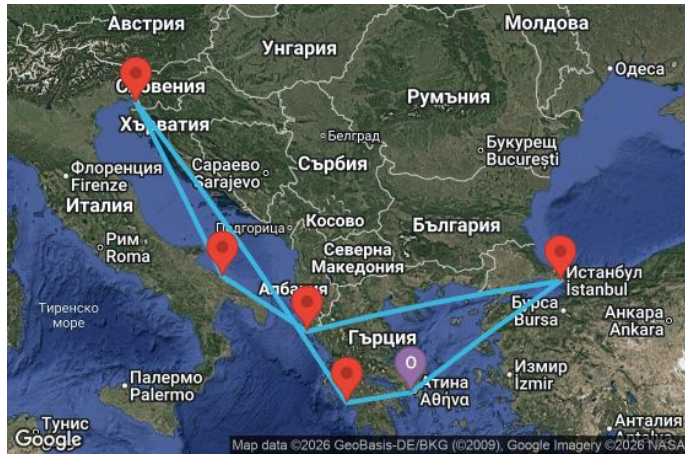 Австрия
Молдова
Унгария
Одеса
Словения
Румъния
Хърватия
Белград
Букурещ
București
Флоренция
Firenze
Сараево
Sarajevo
Сърбия
Италия
Косово
България
Подгорица
Рим
Roma
Северна
Македония
Истанбул
İstanbul
Албания
Тиренско
море
Бурса
Bursa
Анкара
Ankara
Гърция
O
Палермо
Palermo
Атина
Αθήνα
Измир
İzmir
Тунис
Анталия
Google
Map data ©2026 GeoBasis-DE/BKG (©2009), Google Imagery ©2026 NASA